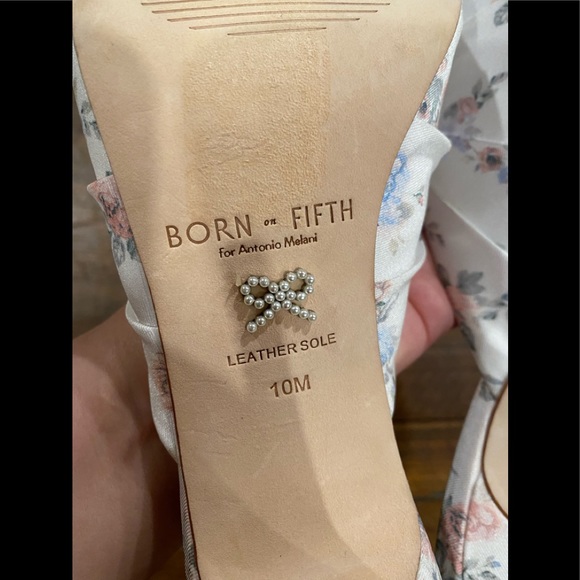 BORN on FIFTH
for Antonio Melani
LEATHER SOLE
10M